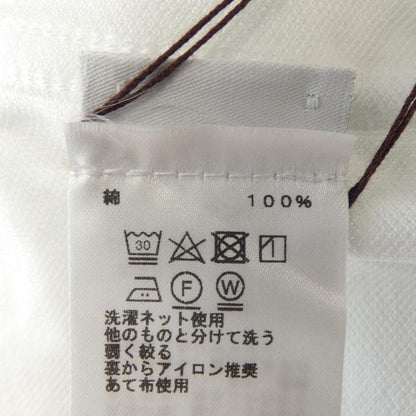 綿 100%
30
F W
洗濯ネット使用
他のものと分けて洗う
弱く絞る
裏からアイロン推奨
あて布使用